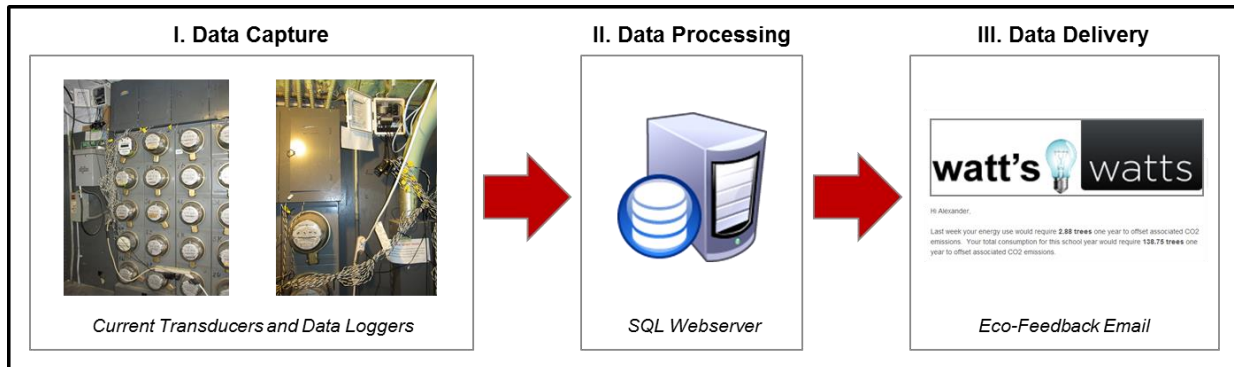 I. Data Capture
Current Transducers and Data Loggers
II. Data Processing
SQL Webserver
III. Data Delivery
watt's watts
Hi Alexander,
Last week your energy use would require 2.88 trees one year to offset associated CO2
emissions. Your total consumption for this school year would require 138.75 trees one
year to offset associated CO2 emissions.
Eco-Feedback Email